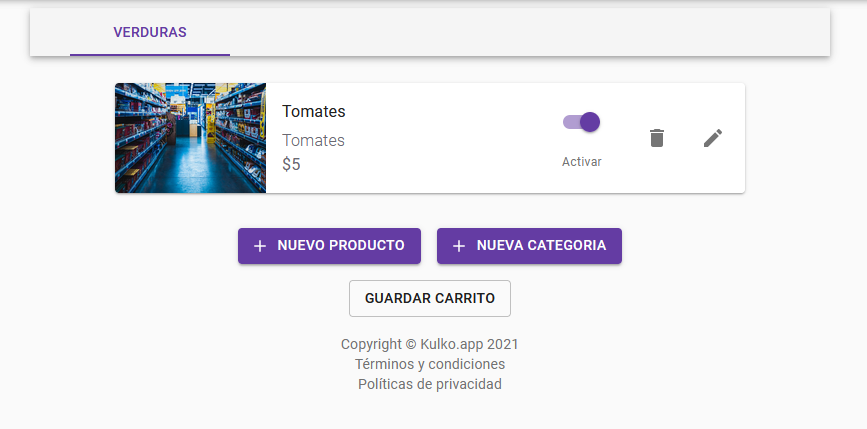 VERDURAS
Tomates
Tomates
$5
Activar
NUEVO PRODUCTO
NUEVA CATEGORIA
GUARDAR CARRITO
Copyright © Kulko.app 2021
Términos y condiciones
Políticas de privacidad